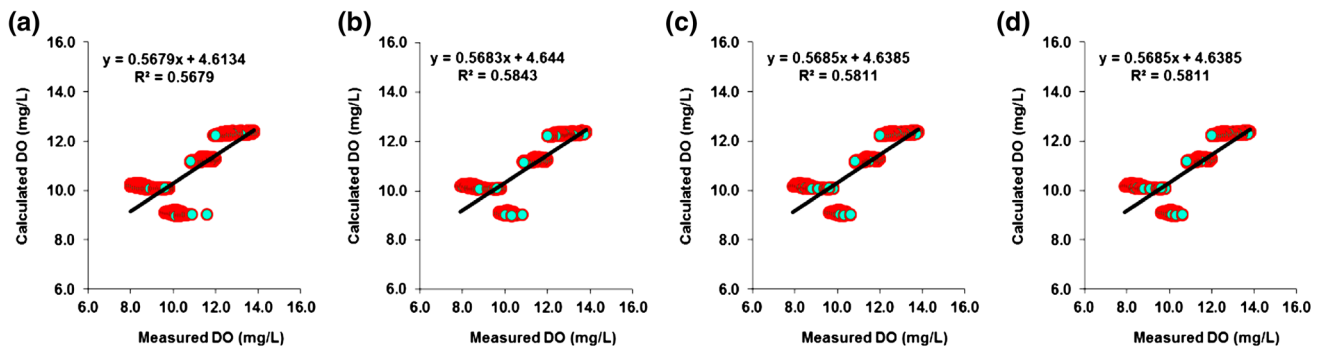 (a)
y = 0.5679x + 4.6134
R² = 0.5679
Calculated DO (mg/L)
16.0
14.0
12.0
10.0
8.0
6.0
6.0 8.0 10.0 12.0 14.0 16.0
Measured DO (mg/L)
(b)
y = 0.5683x + 4.644
R² = 0.5843
Calculated DO (mg/L)
16.0
14.0
12.0
10.0
8.0
6.0
6.0 8.0 10.0 12.0 14.0 16.0
Measured DO (mg/L)
(c)
y = 0.5685x + 4.6385
R² = 0.5811
Calculated DO (mg/L)
16.0
14.0
12.0
10.0
8.0
6.0
6.0 8.0 10.0 12.0 14.0 16.0
Measured DO (mg/L)
(d)
y = 0.5685x + 4.6385
R² = 0.5811
Calculated DO (mg/L)
16.0
14.0
12.0
10.0
8.0
6.0
6.0 8.0 10.0 12.0 14.0 16.0
Measured DO (mg/L)